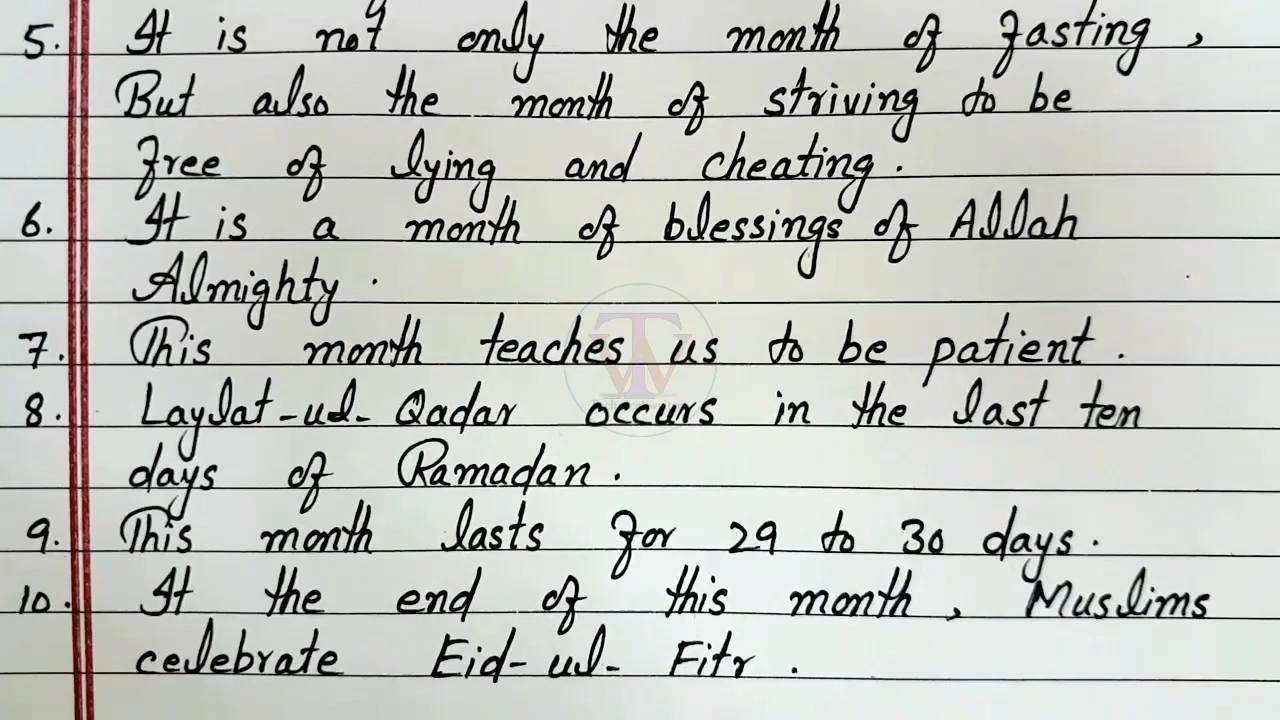 5. It is not only the month of fasting,
But also the month of striving to be
free of lying and cheating.
6. It is a month of blessings of Allah
Almighty.
7. This month teaches us to be patient.
8. Laylat-ul-Qadar occurs in the last ten
days of Ramadan.
9. This month lasts for 29 to 30 days.
10. It the end of this month, Muslims
celebrate Eid-ul-Fitr.